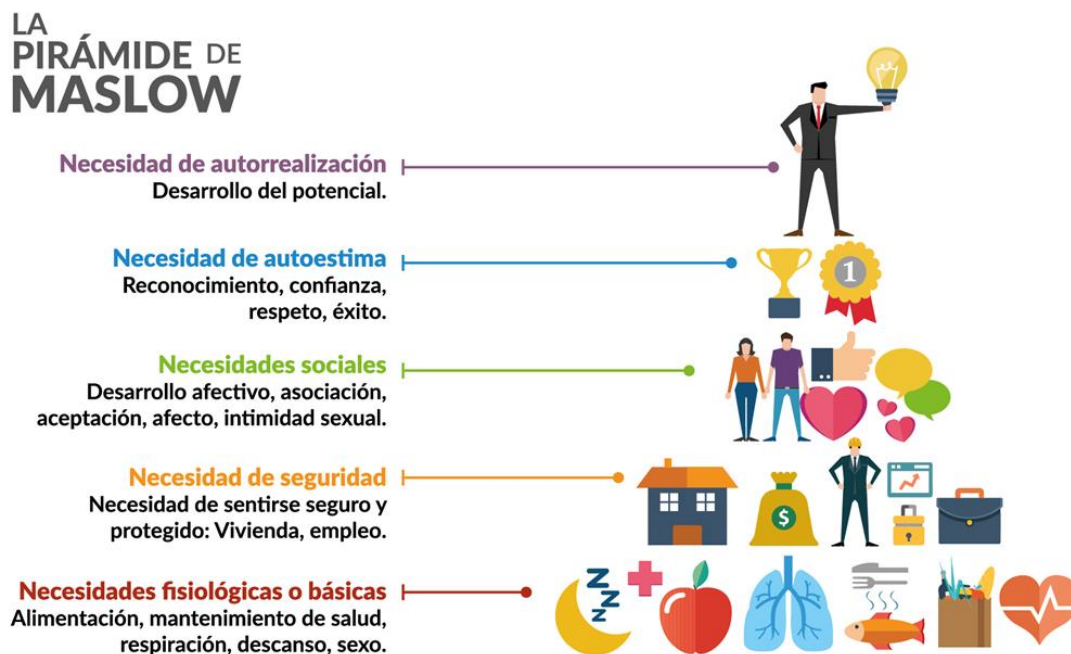 LA
PIRÁMIDE DE
MASLOW
Necesidad de autorrealización
Desarrollo del potencial.
Necesidad de autoestima
Reconocimiento, confianza,
respeto, éxito.
1
Necesidades sociales
Desarrollo afectivo, asociación,
aceptación, afecto, intimidad sexual.
Necesidad de seguridad
Necesidad de sentirse seguro y
protegido: Vivienda, empleo.
$
Necesidades fisiológicas o básicas
Alimentación, mantenimiento de salud,
respiración, descanso, sexo.
Z
Z
Z